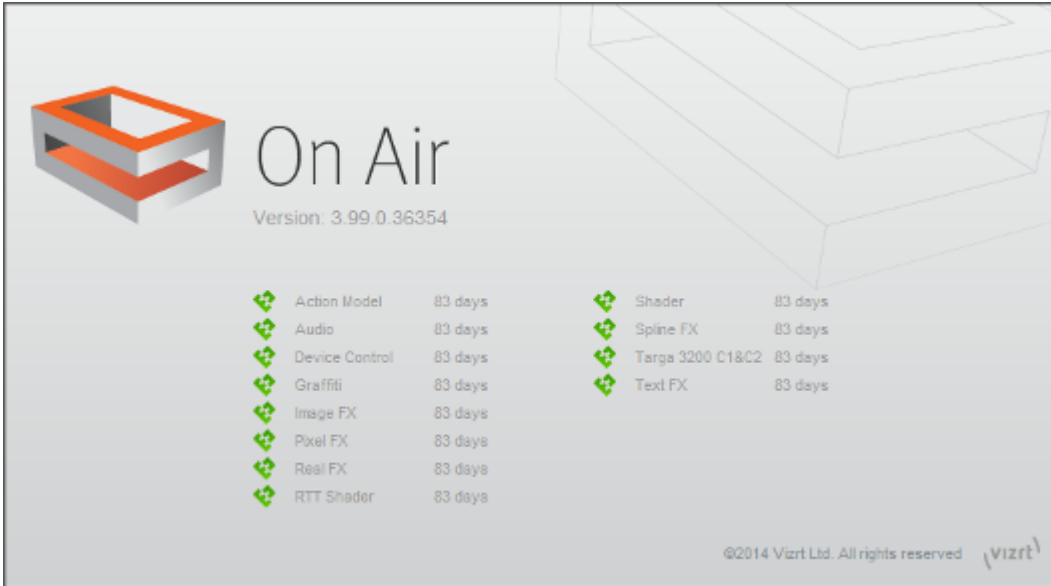 On Air
Version: 3.99.0.36354
Action Model 83 days
Audio 83 days
Device Control 83 days
Graffiti 83 days
Image FX 83 days
Pixel FX 83 days
Real FX 83 days
RTT Shader 83 days
Shader 83 days
Spline FX 83 days
Targa 3200 C1&C2 83 days
Text FX 83 days
©2014 Vizrt Ltd. All rights reserved
vizrt